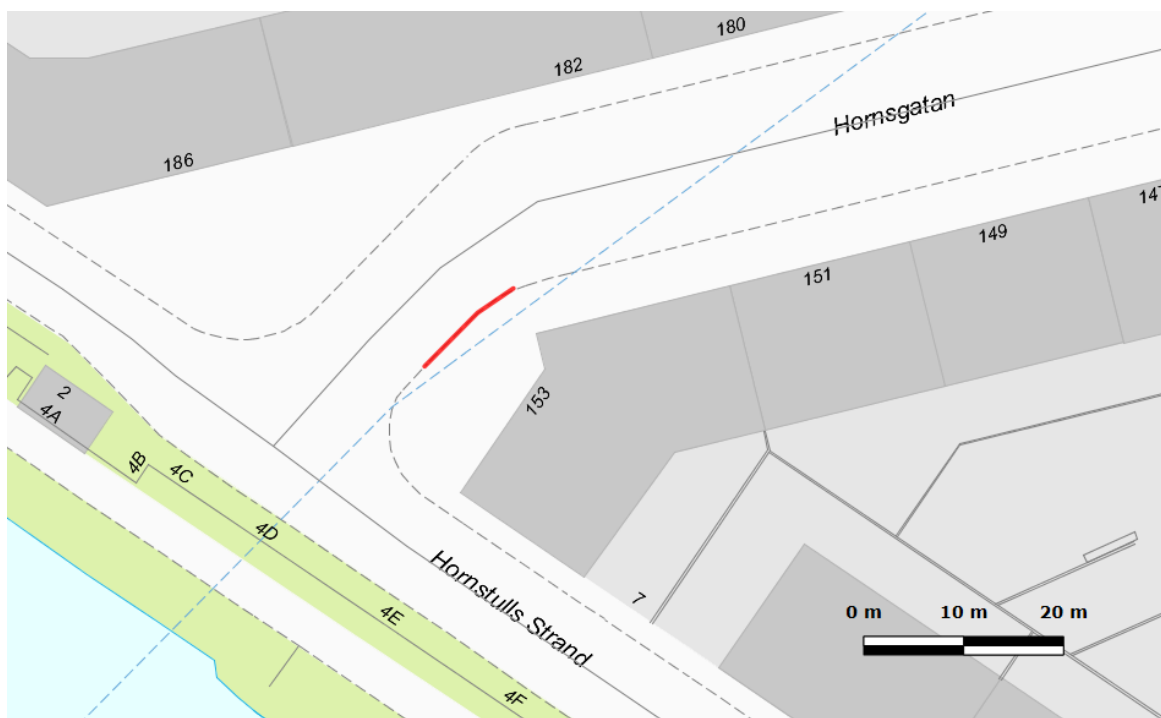 180
182
Hornsgatan
186
147
149
151
153
2
4A
4B
4C
4D
Hornstulls Strand
4E
7
4F
0 m 10 m 20 m